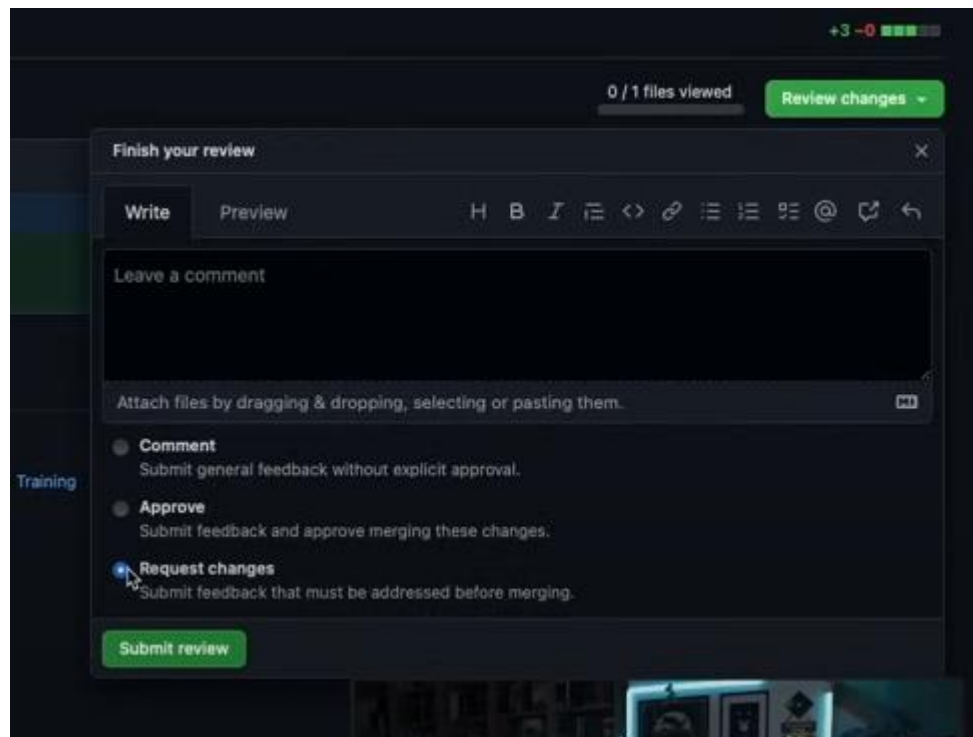 +3 −0
0 / 1 files viewed
Review changes
Finish your review
Write
Preview
H B I <> @
Leave a comment
Attach files by dragging & dropping, selecting or pasting them.
Comment
Submit general feedback without explicit approval.
Training
Approve
Submit feedback and approve merging these changes.
Request changes
Submit feedback that must be addressed before merging.
Submit review